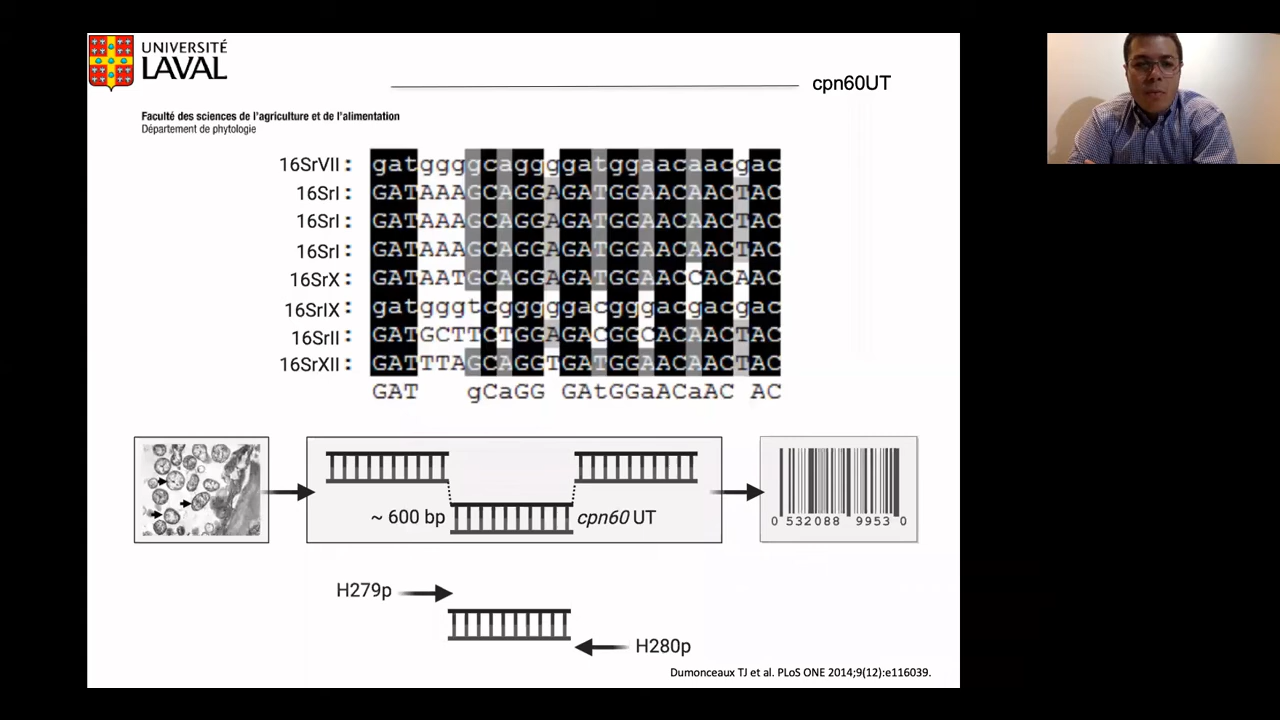 UNIVERSITÉ
LAVAL
cpn60UT
Faculté des sciences de l'agriculture et de l'alimentation
Département de phytologie
16SrVII: gatggggcaggggatggaacaacgac
16SrI: GATAAAGCAGGAGATGGAACAACTAC
16SrI: GATAAAGCAGGAGATGGAACAACTAC
16SrI: GATAAAGCAGGAGATGGAACAACTAC
16SrX: GATAATGCAGGAGATGGAACCACAAC
16SrIX: gatgggtcgggggacgggacgacgac
16SrII: GATGCTTCTGGAGACGGCACAACTAC
16SrXII: GATTTAGCAGGTGATGGAACAACTAC
GAT gCaGG GAtGGaACaAC AC
~ 600 bp cpn60 UT
0 532088 9953 0
H279p
H280p
Dumonceaux TJ et al. PLoS ONE 2014;9(12):e116039.